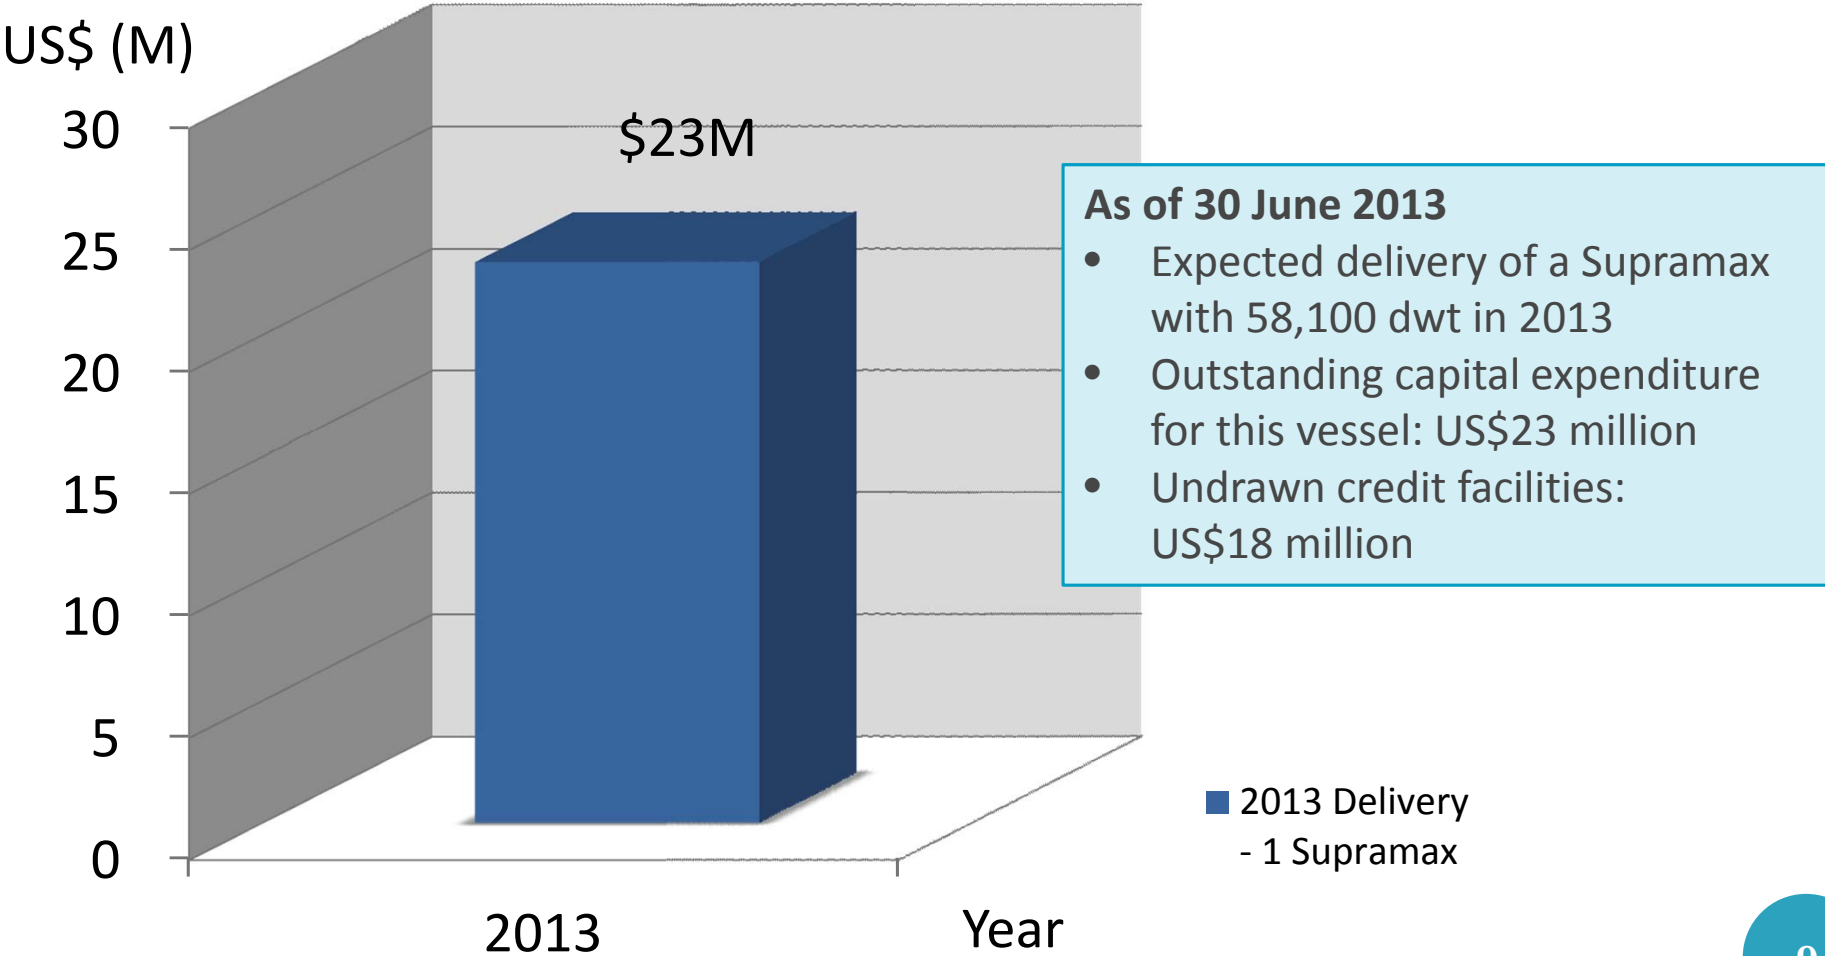 US$ (M)
30
25
20
15
10
5
0
$23M
As of 30 June 2013
• Expected delivery of a Supramax
with 58,100 dwt in 2013
• Outstanding capital expenditure
for this vessel: US$23 million
• Undrawn credit facilities:
US$18 million
2013 Delivery
- 1 Supramax
2013
Year